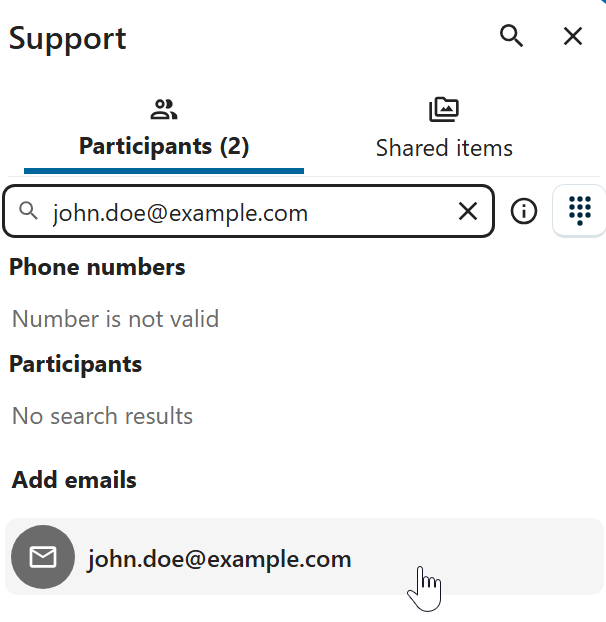 Support
Participants (2)
Shared items
john.doe@example.com
Phone numbers
Number is not valid
Participants
No search results
Add emails
john.doe@example.com